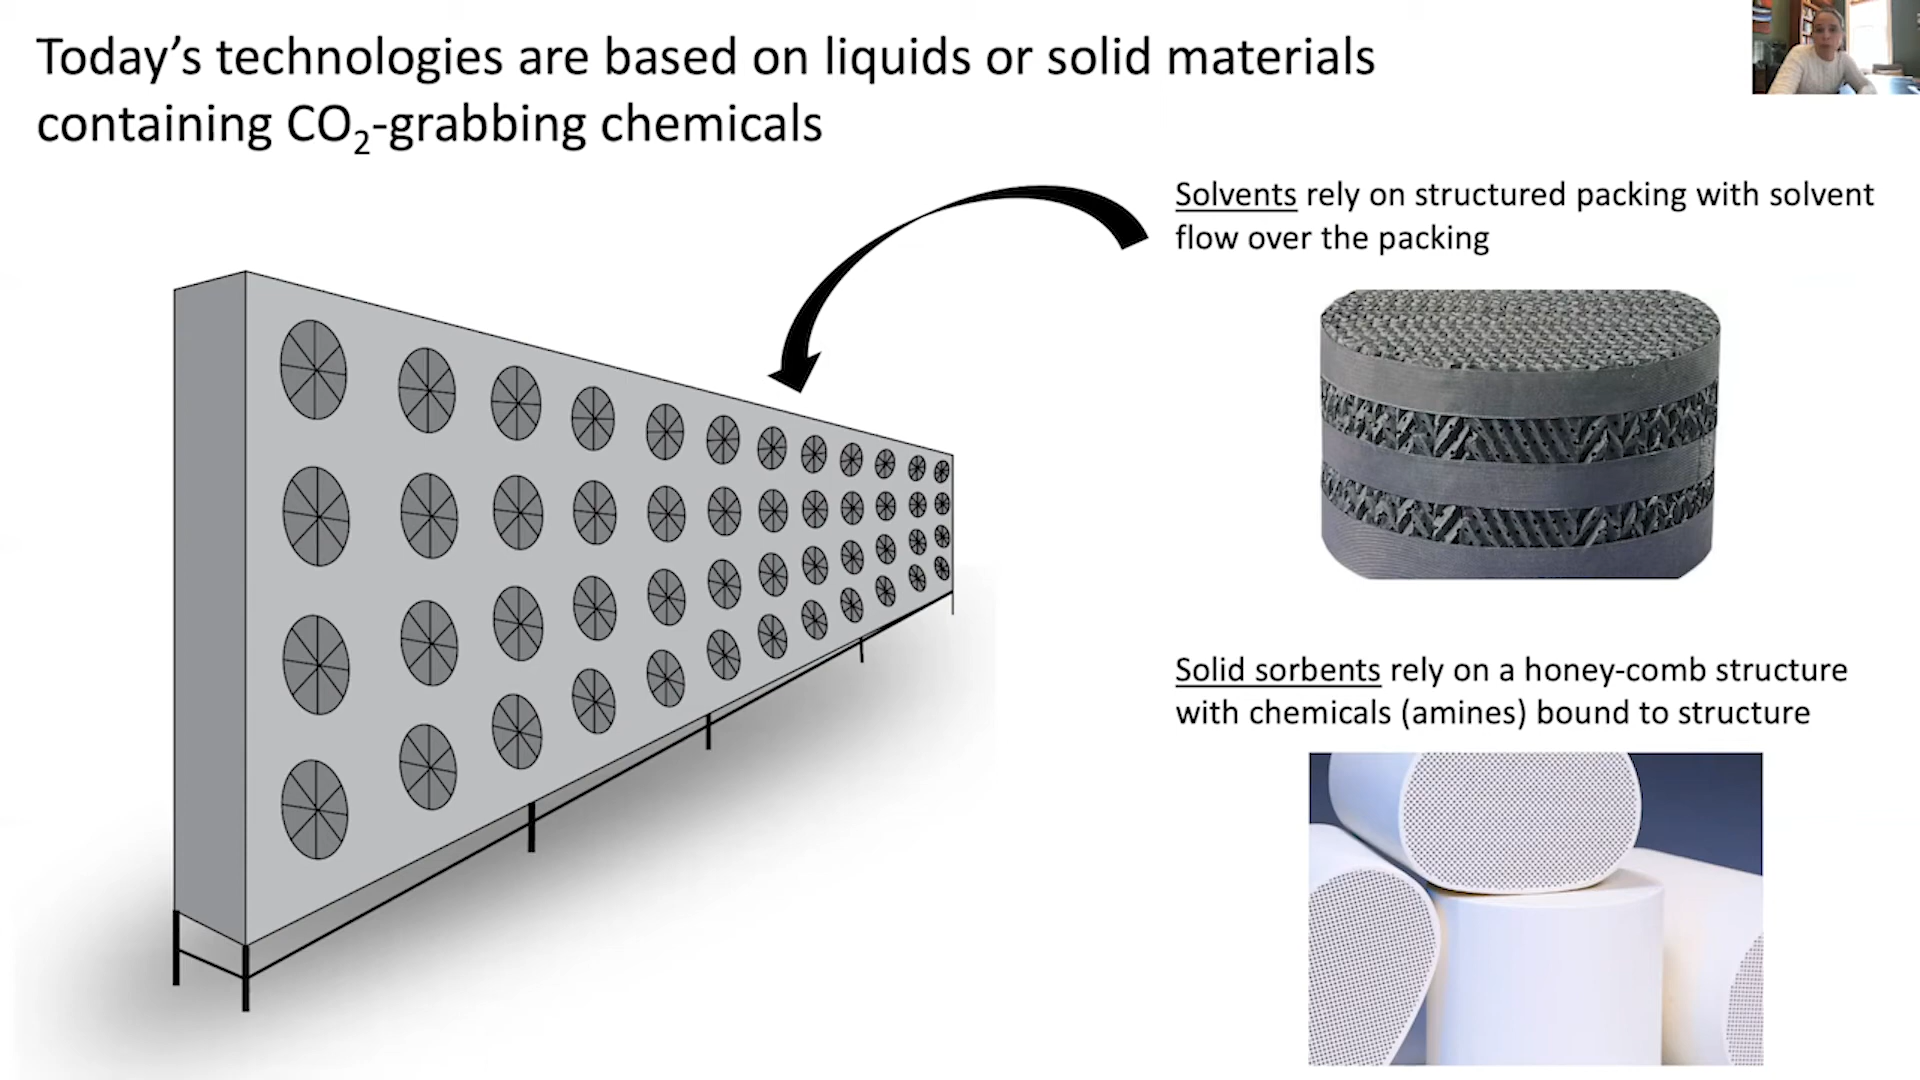 Today's technologies are based on liquids or solid materials
containing CO₂-grabbing chemicals
Solvents rely on structured packing with solvent
flow over the packing
Solid sorbents rely on a honey-comb structure
with chemicals (amines) bound to structure